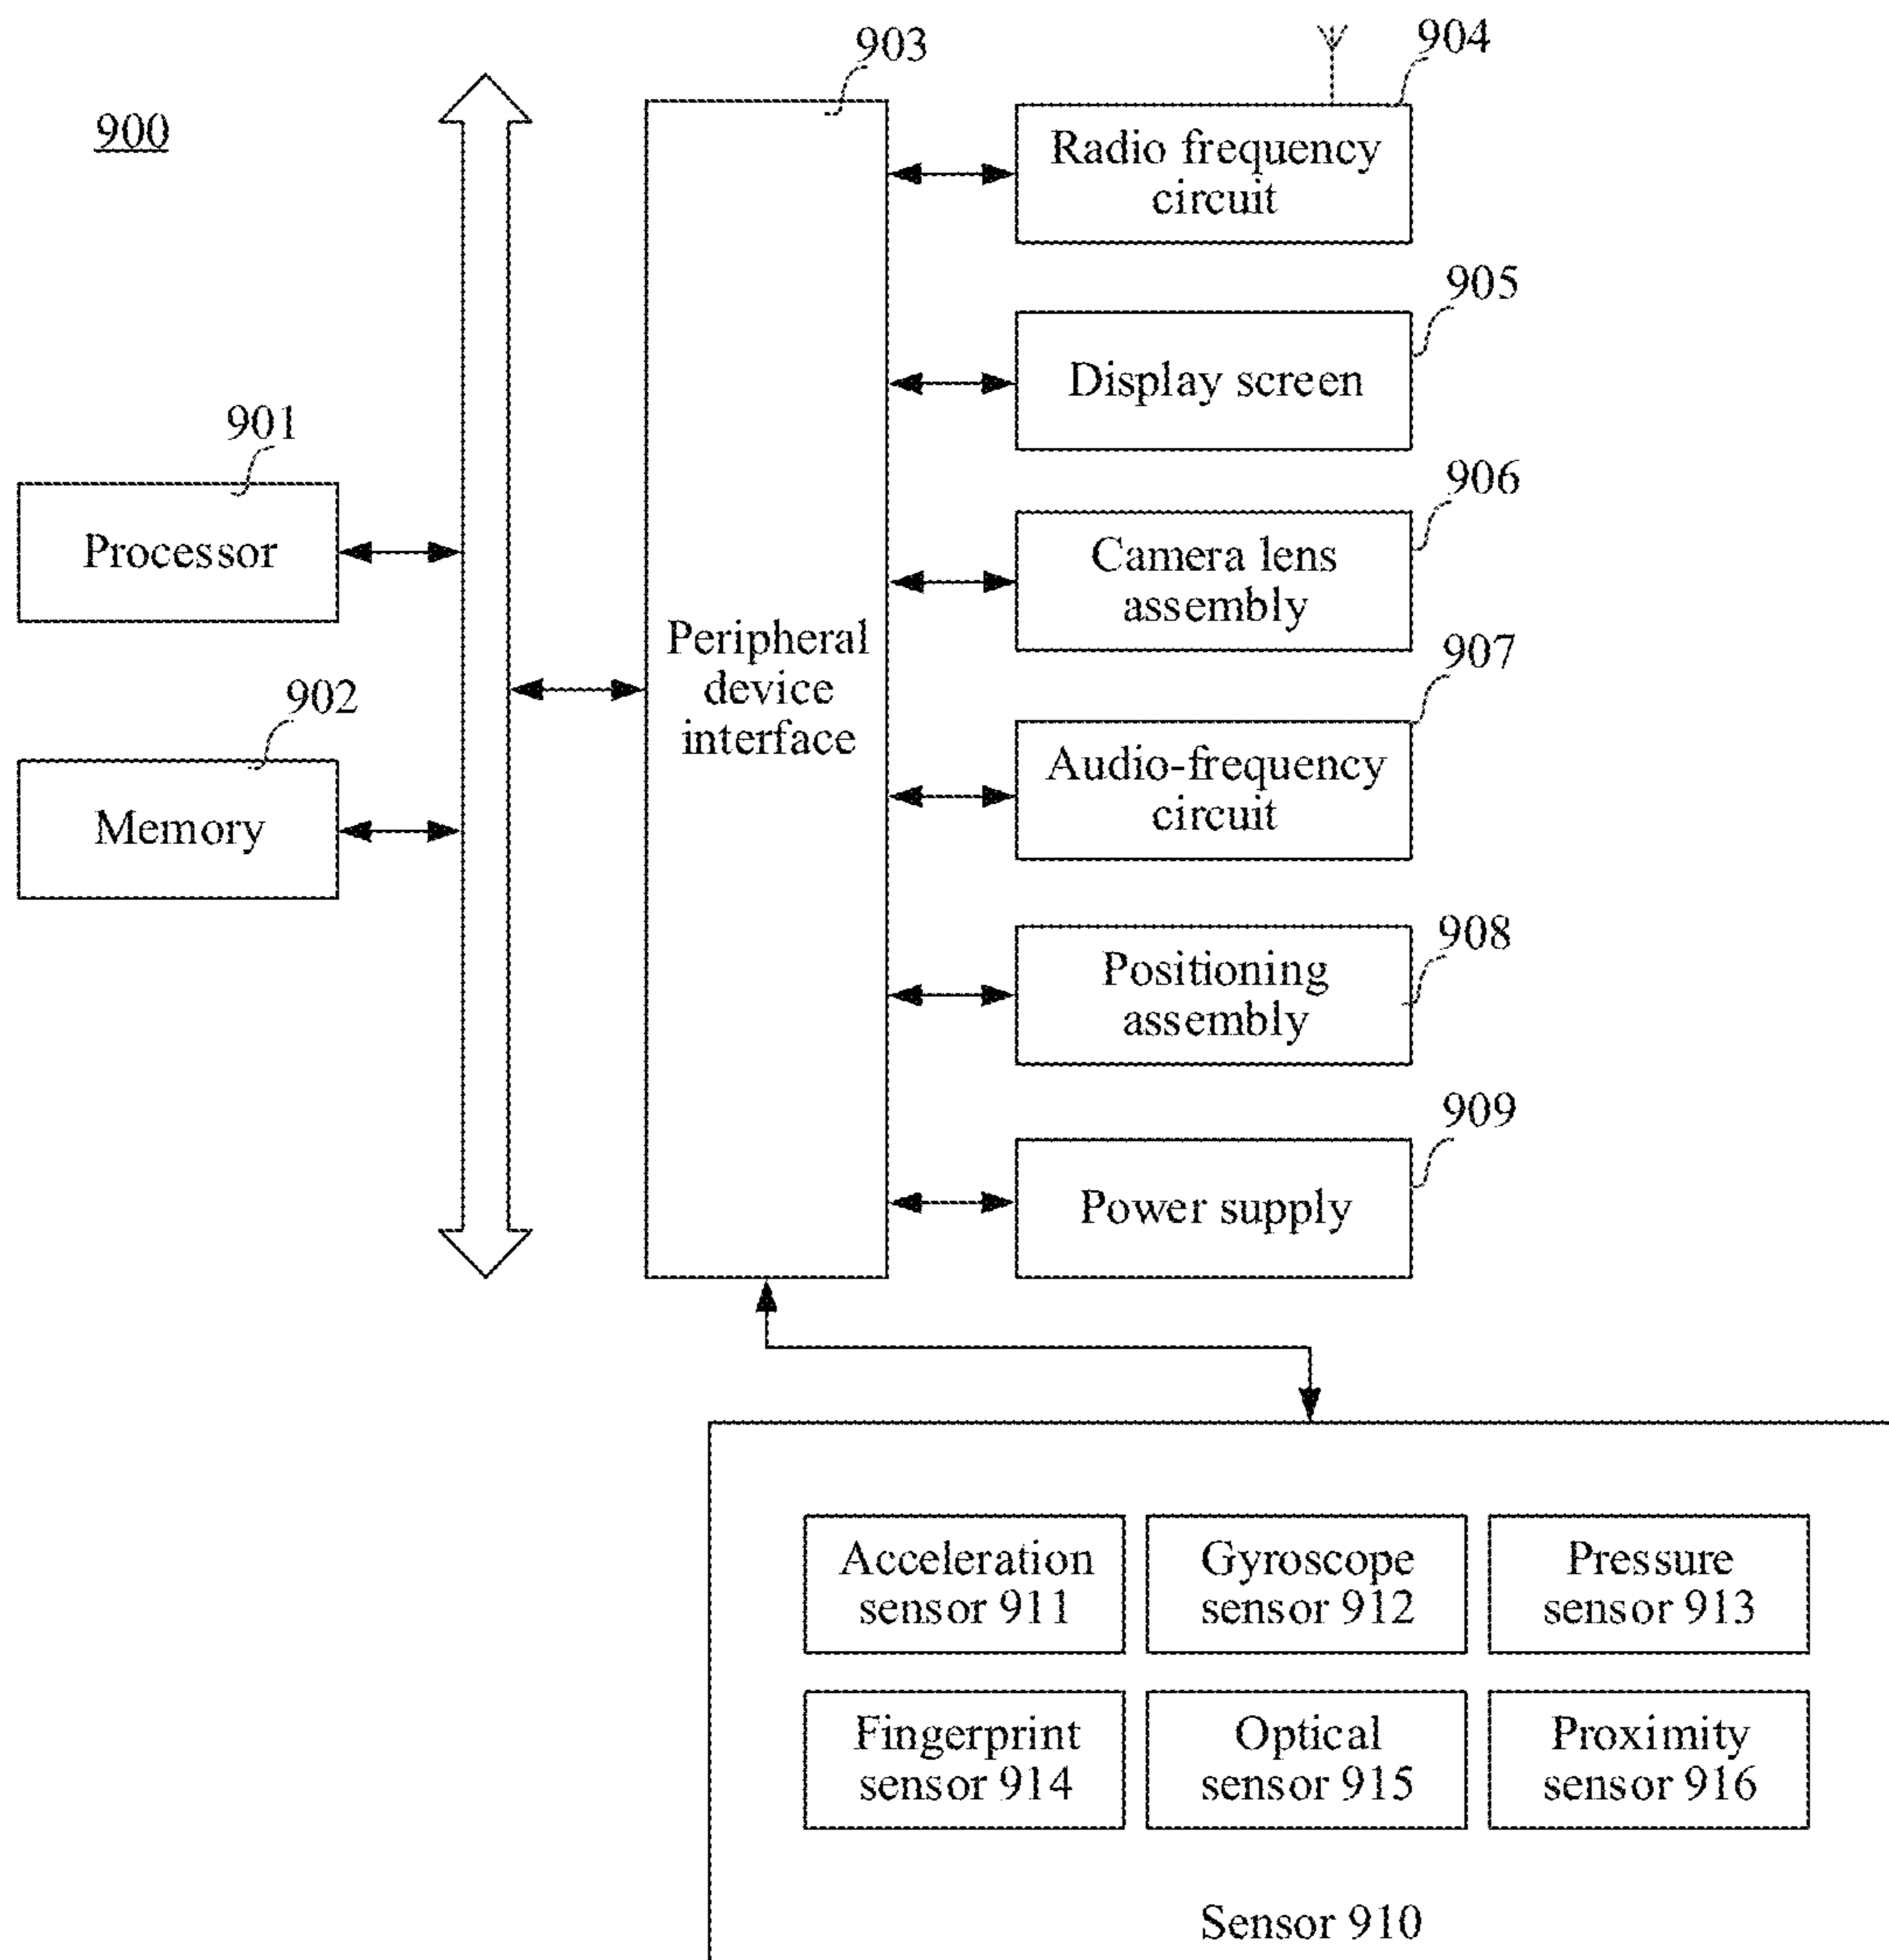 900
903
904
Radio frequency
circuit
905
Display screen
901
Processor
906
Camera lens
assembly
Peripheral
device
interface
902
Memory
907
Audio-frequency
circuit
908
Positioning
assembly
909
Power supply
Acceleration
sensor 911
Gyroscope
sensor 912
Pressure
sensor 913
Fingerprint
sensor 914
Optical
sensor 915
Proximity
sensor 916
Sensor 910